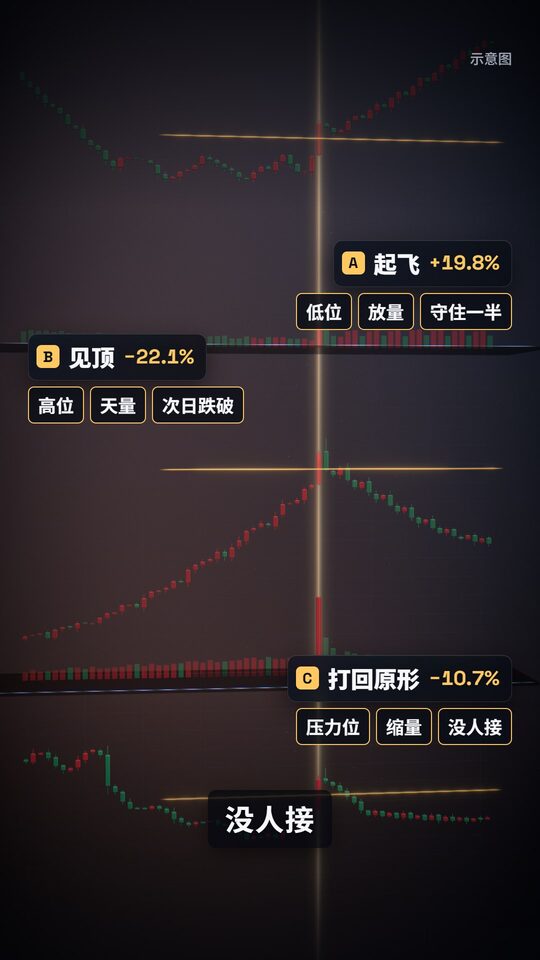 示意图
A 起飞 +19.8%
低位 放量 守住一半
B 见顶 -22.1%
高位 天量 次日跌破
C 打回原形 -10.7%
压力位 缩量 没人接
没人接